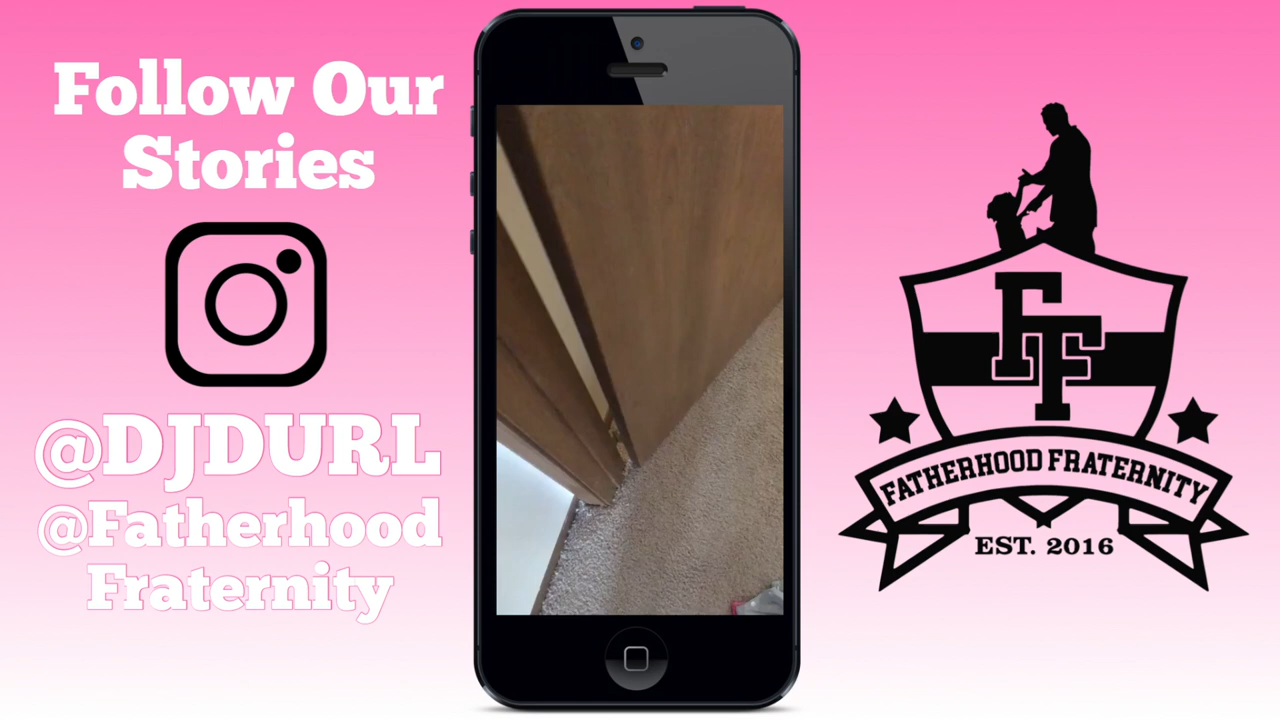 Follow Our
Stories
@DJDURL
@Fatherhood
Fraternity
FF
FATHERHOOD FRATERNITY
EST. 2016